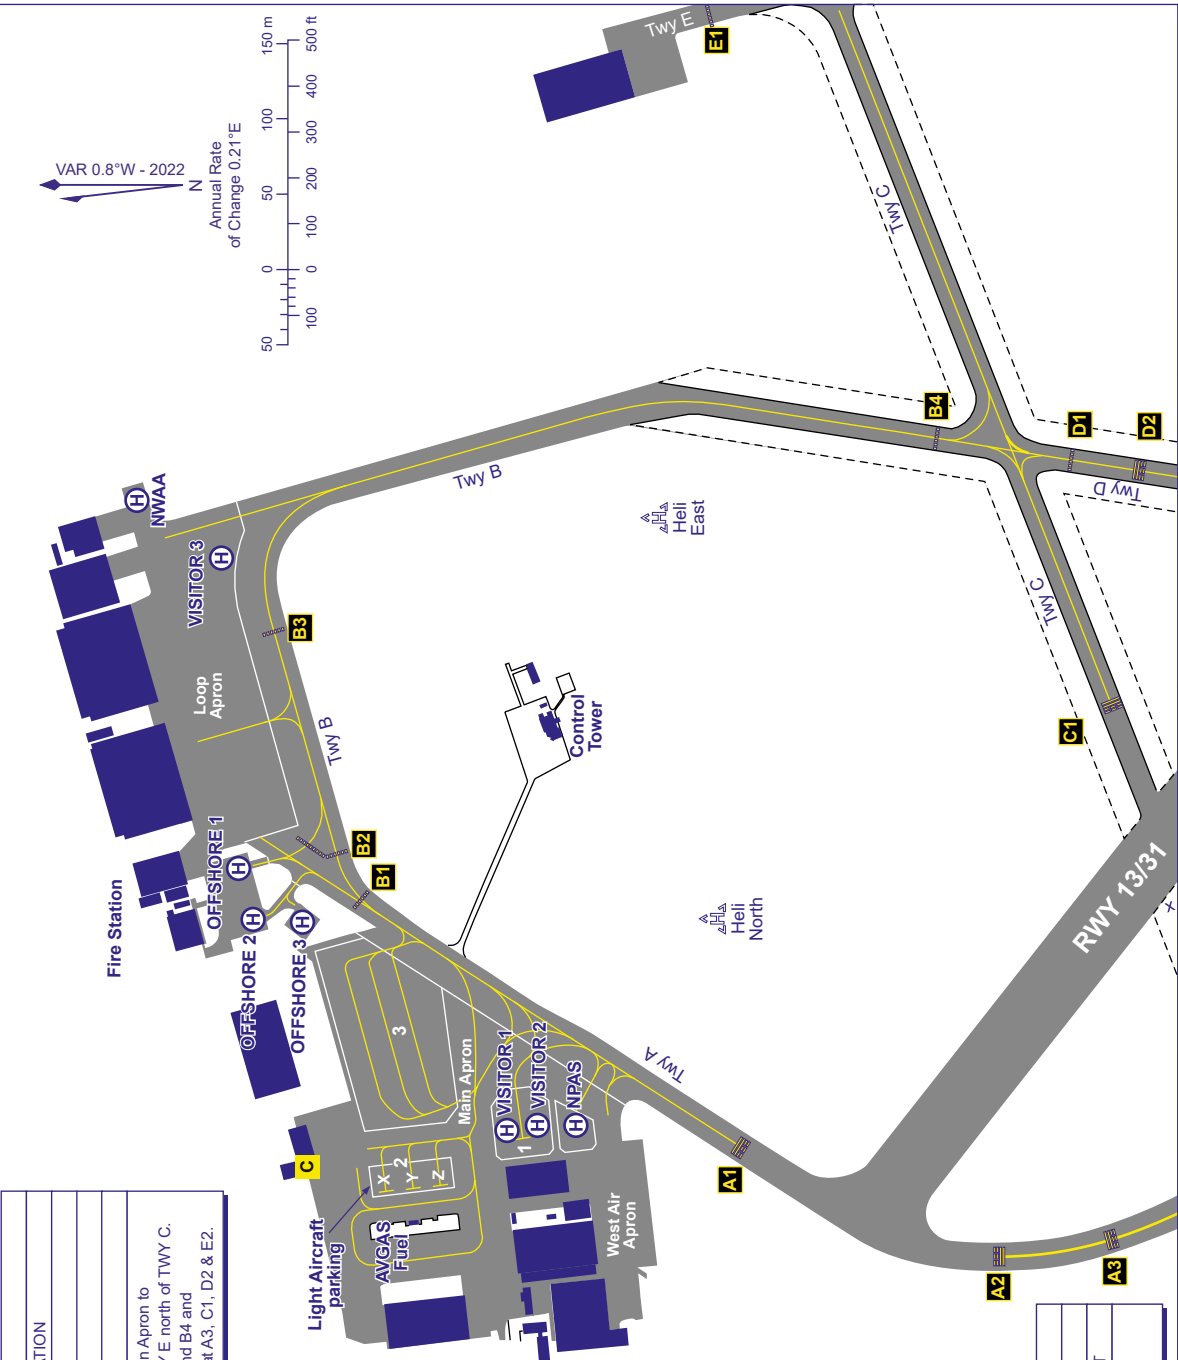 150 m
100
50
0
50
500 ft
400
300
200
100
0
100
VAR 0.8°W - 2022
N
Annual Rate
of Change 0.21°E
Twy E
E1
Twy C
B4
D1
D2
Twy D
Twy C
C1
RWY 13/31
Twy B
Heli
East
NWAA
H
VISITOR 3
H
B3
Loop
Apron
Twy B
B2
B1
Control
Tower
Heli
North
Fire Station
OFFSHORE 1
H
OFFSHORE 2
H
OFFSHORE 3
H
3
Main Apron
H VISITOR 1
H VISITOR 2
1
H NPAS
Twy A
C
2
X
Y
Z
Light Aircraft
parking
AVGAS
Fuel
West Air
Apron
A1
A2
A3
X
ATION
n Apron to
Y E north of TWY C.
nd B4 and
at A3, C1, D2 & E2.
T